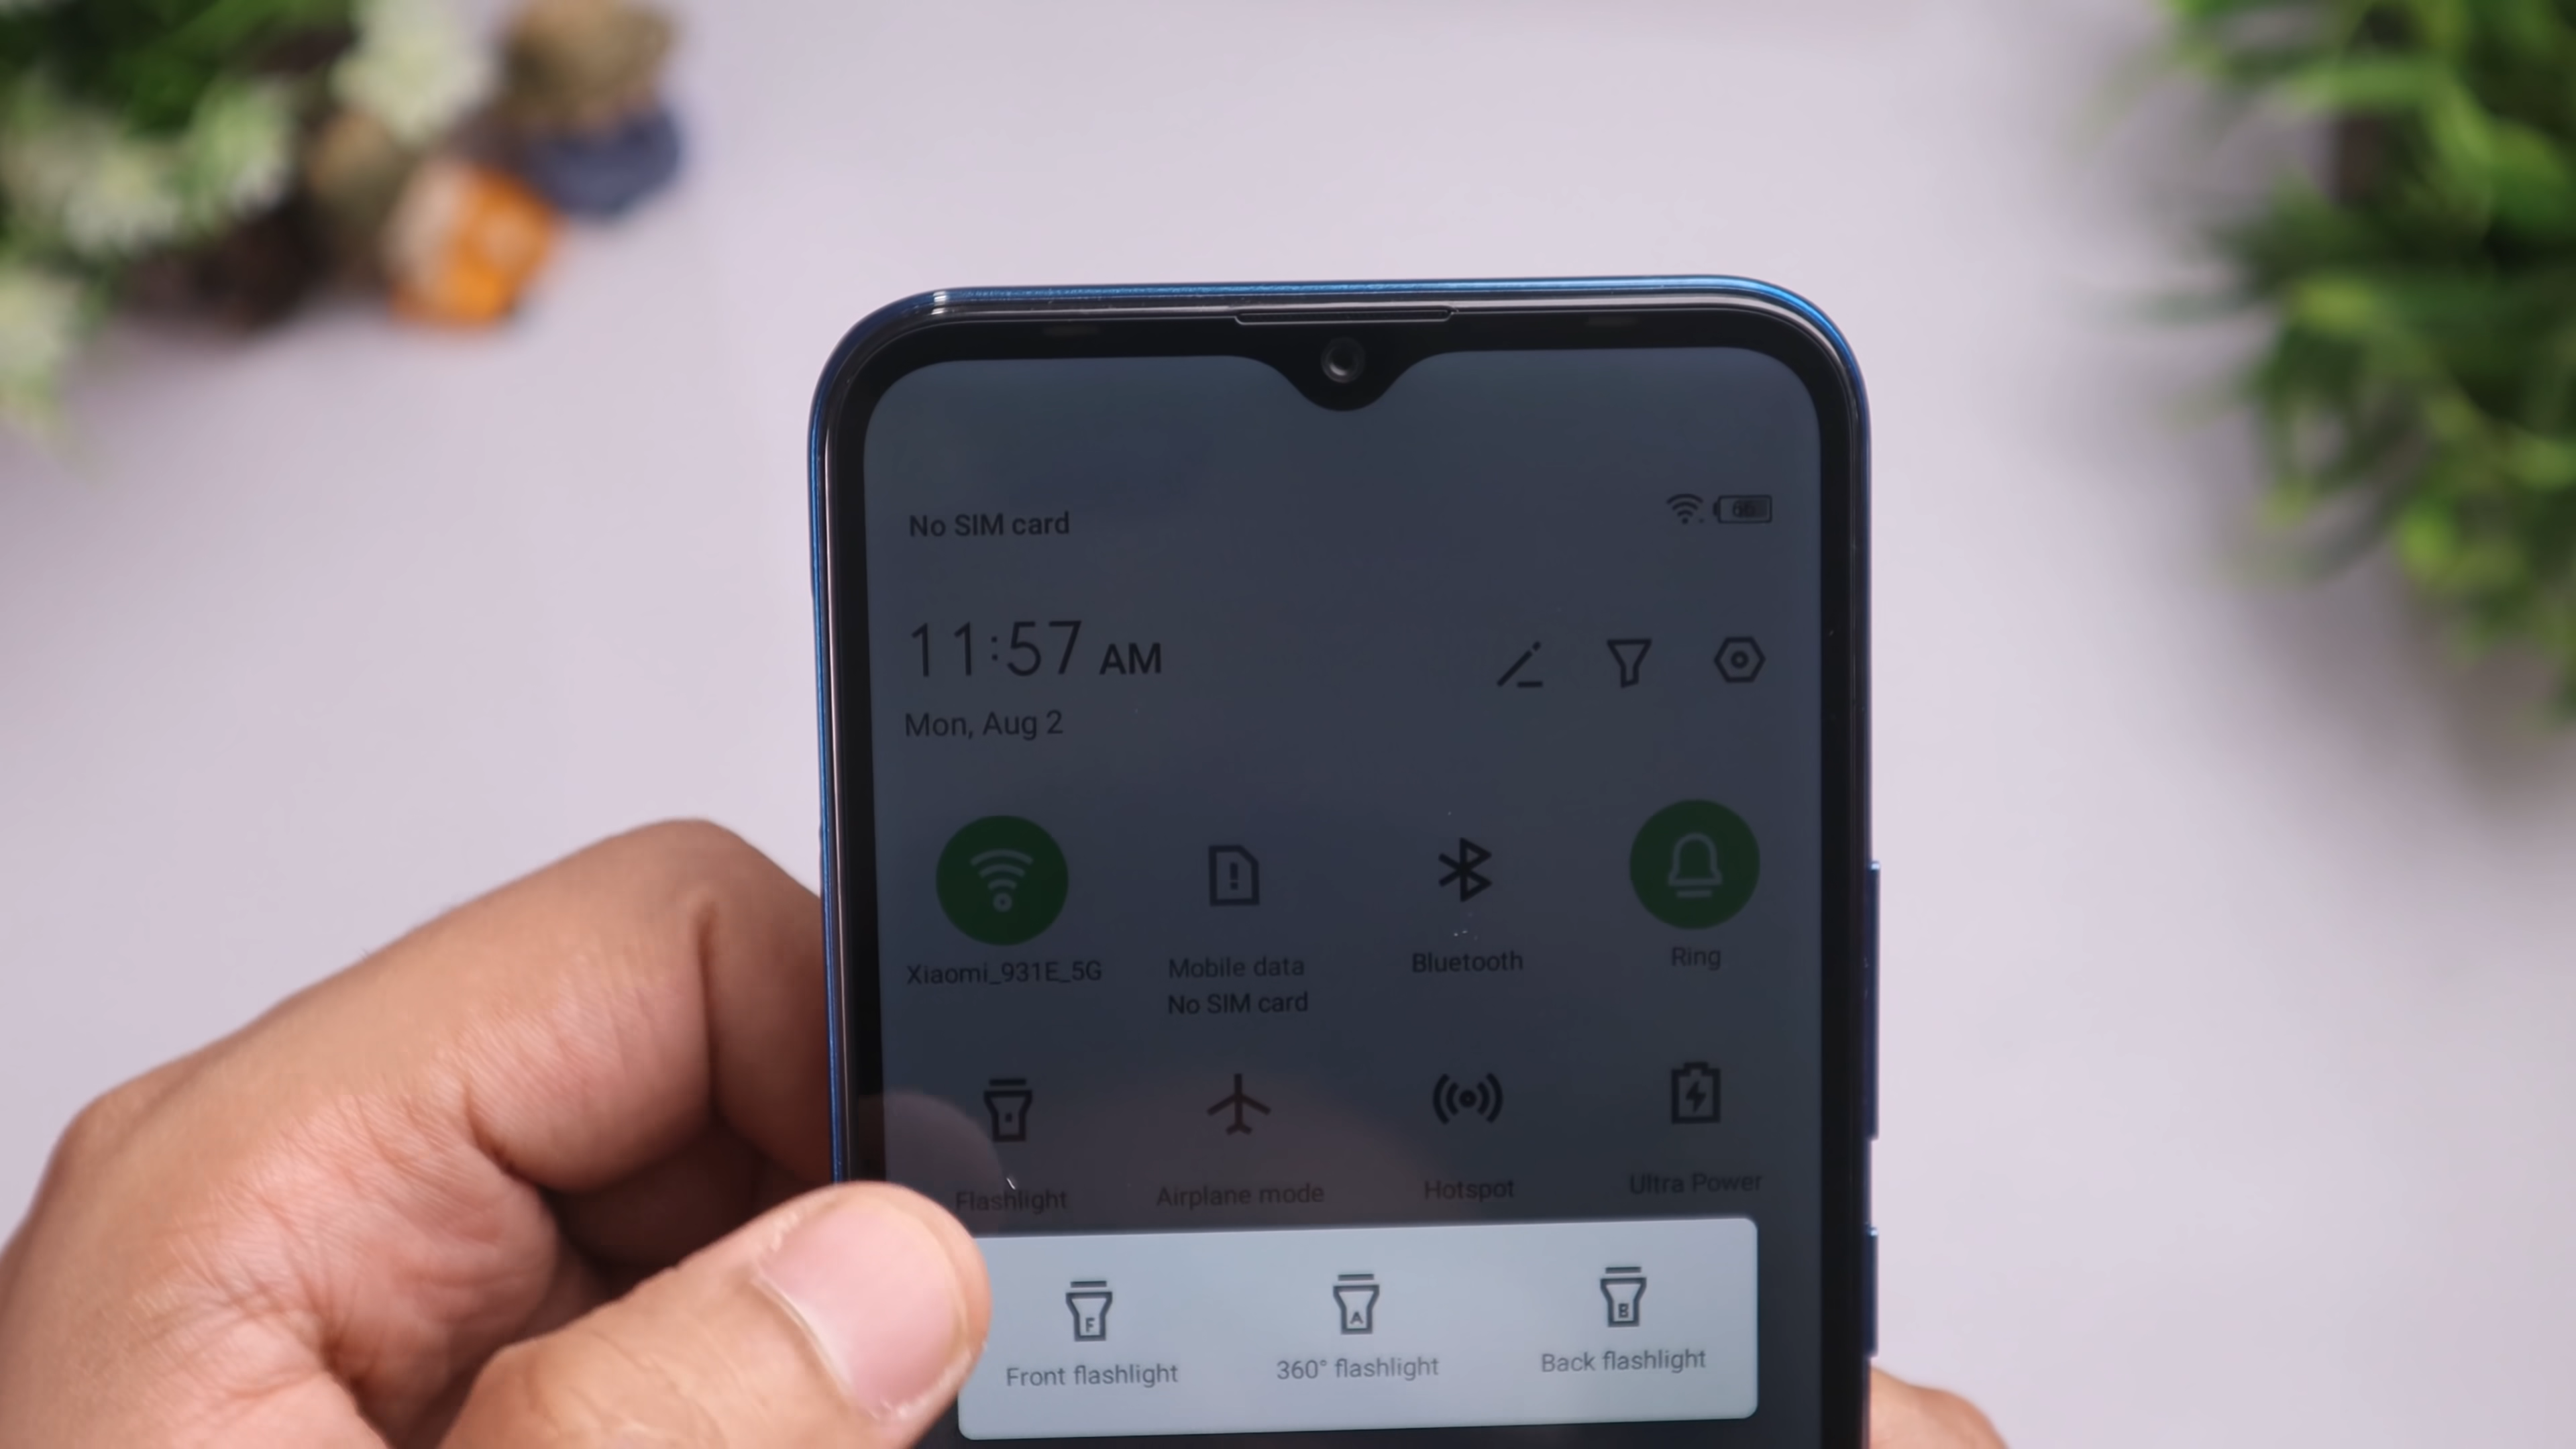 No SIM card
66
11:57 AM
Mon, Aug 2
Xiaomi_931E_5G
Mobile data
No SIM card
Bluetooth
Ring
Flashlight
Airplane mode
Hotspot
Ultra Power
F
A
B
Front flashlight
360° flashlight
Back flashlight